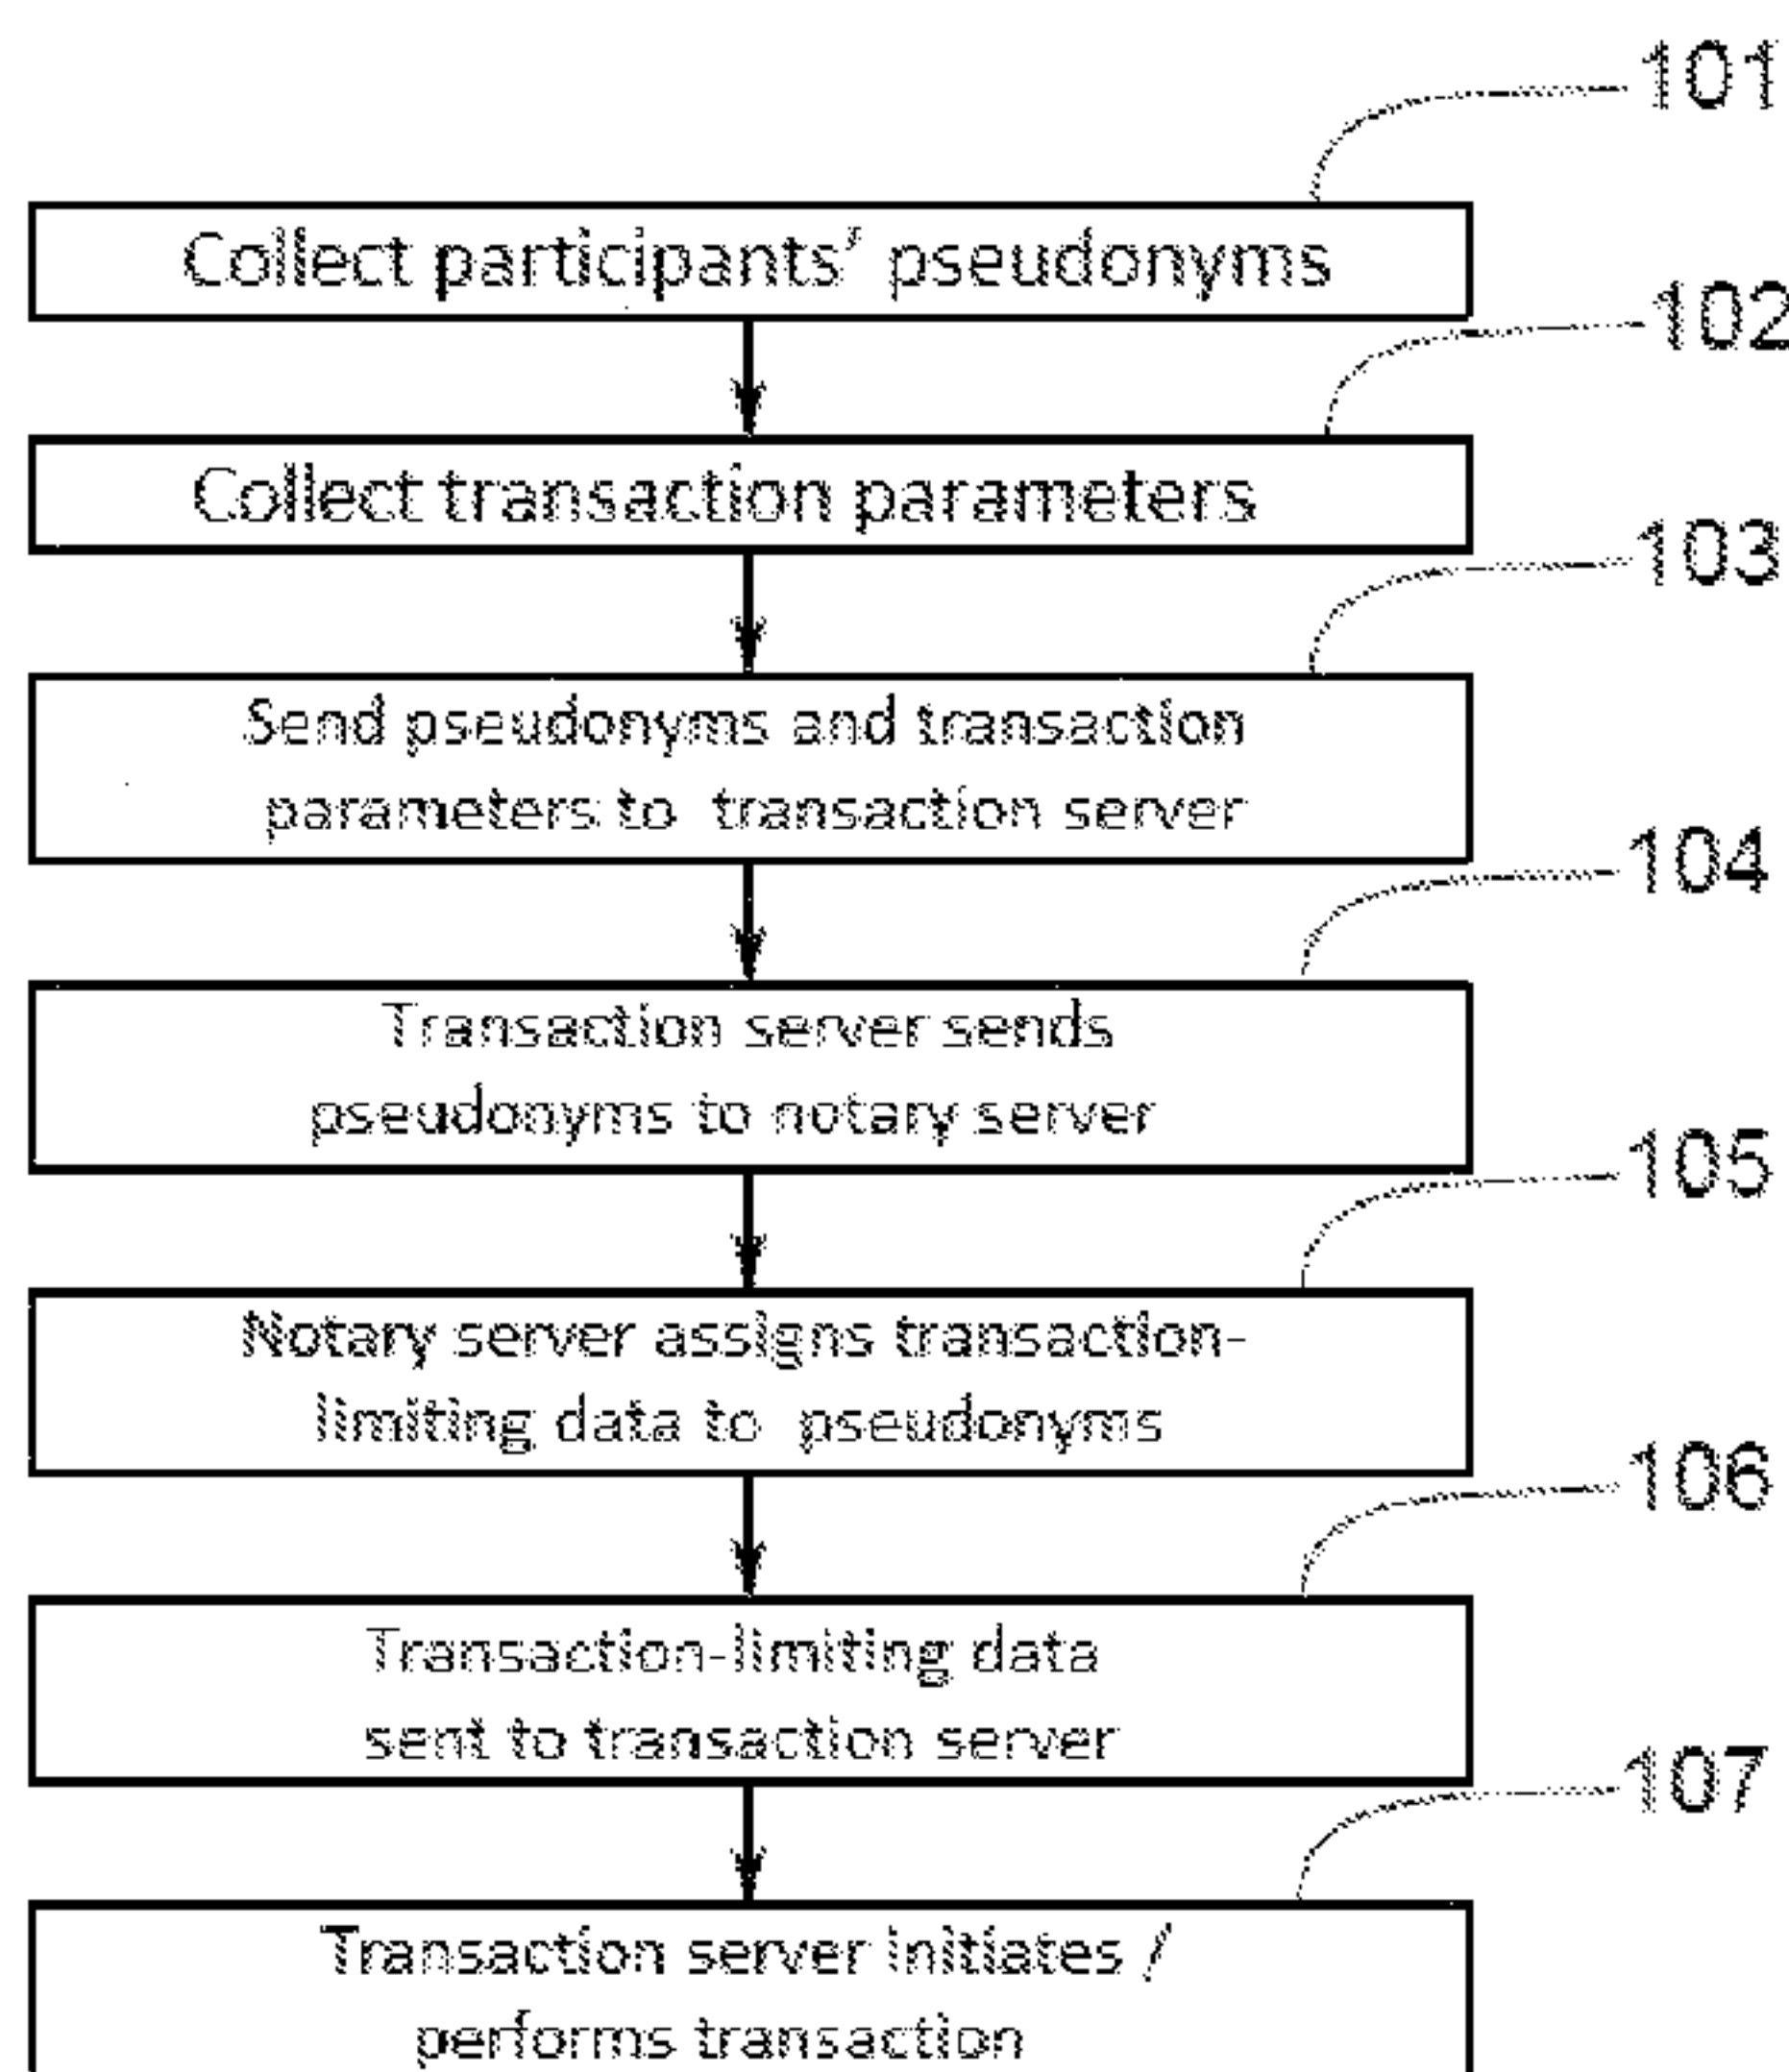 101
Collect participants' pseudonyms
102
Collect transaction parameters
103
Send pseudonyms and transaction
parameters to transaction server
104
Transaction server sends
pseudonyms to notary server
105
Notary server assigns transaction-
limiting data to pseudonyms
106
Transaction-limiting data
sent to transaction server
107
Transaction server initiates /
performs transaction